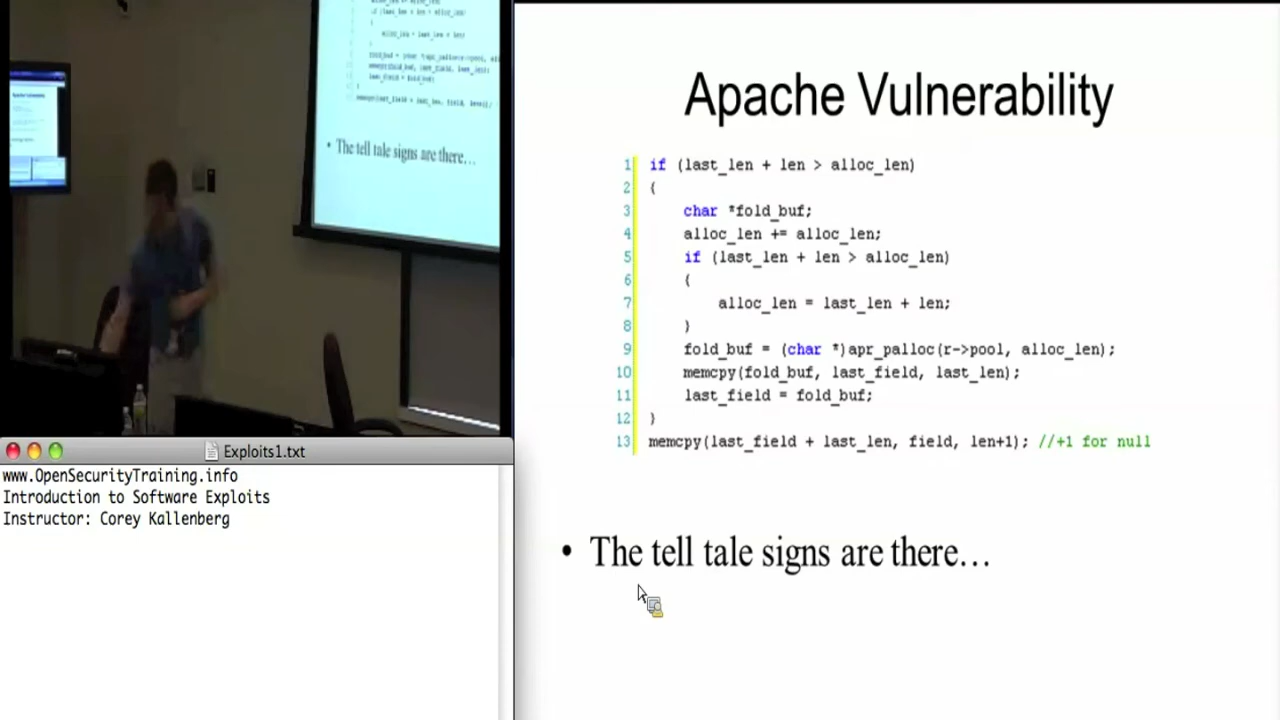 The tell tale signs are there…
Exploits1.txt
www.OpenSecurityTraining.info
Introduction to Software Exploits
Instructor: Corey Kallenberg
Apache Vulnerability
1 if (last_len + len > alloc_len)
2 {
3 char *fold_buf;
4 alloc_len += alloc_len;
5 if (last_len + len > alloc_len)
6 {
7 alloc_len = last_len + len;
8 }
9 fold_buf = (char *)apr_palloc(r->pool, alloc_len);
10 memcpy(fold_buf, last_field, last_len);
11 last_field = fold_buf;
12 }
13 memcpy(last_field + last_len, field, len+1); //+1 for null
• The tell tale signs are there…